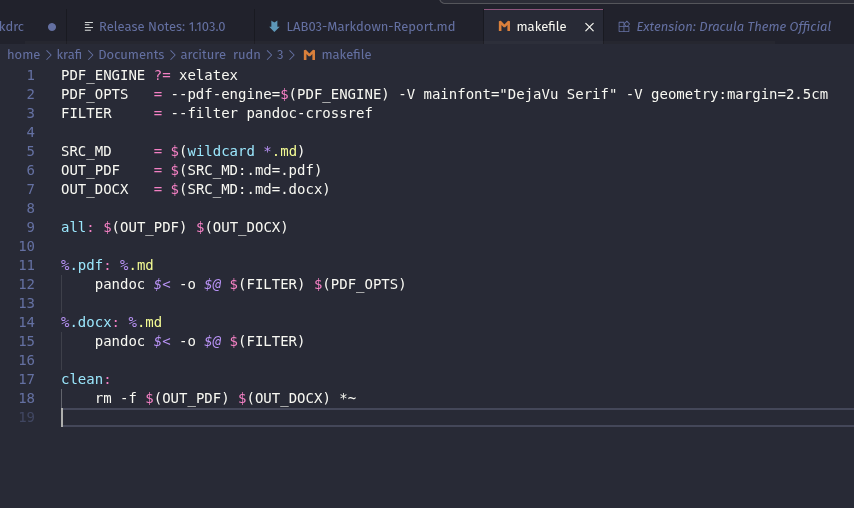 kdrc
Release Notes: 1.103.0
LAB03-Markdown-Report.md
makefile
Extension: Dracula Theme Official
home > krafi > Documents > arciture rudn > 3 > makefile
1 PDF_ENGINE ?= xelatex
2 PDF_OPTS   = --pdf-engine=$(PDF_ENGINE) -V mainfont="DejaVu Serif" -V geometry:margin=2.5cm
3 FILTER     = --filter pandoc-crossref
4
5 SRC_MD     = $(wildcard *.md)
6 OUT_PDF    = $(SRC_MD:.md=.pdf)
7 OUT_DOCX   = $(SRC_MD:.md=.docx)
8
9 all: $(OUT_PDF) $(OUT_DOCX)
10
11 %.pdf: %.md
12     pandoc $< -o $@ $(FILTER) $(PDF_OPTS)
13
14 %.docx: %.md
15     pandoc $< -o $@ $(FILTER)
16
17 clean:
18     rm -f $(OUT_PDF) $(OUT_DOCX) *~
19